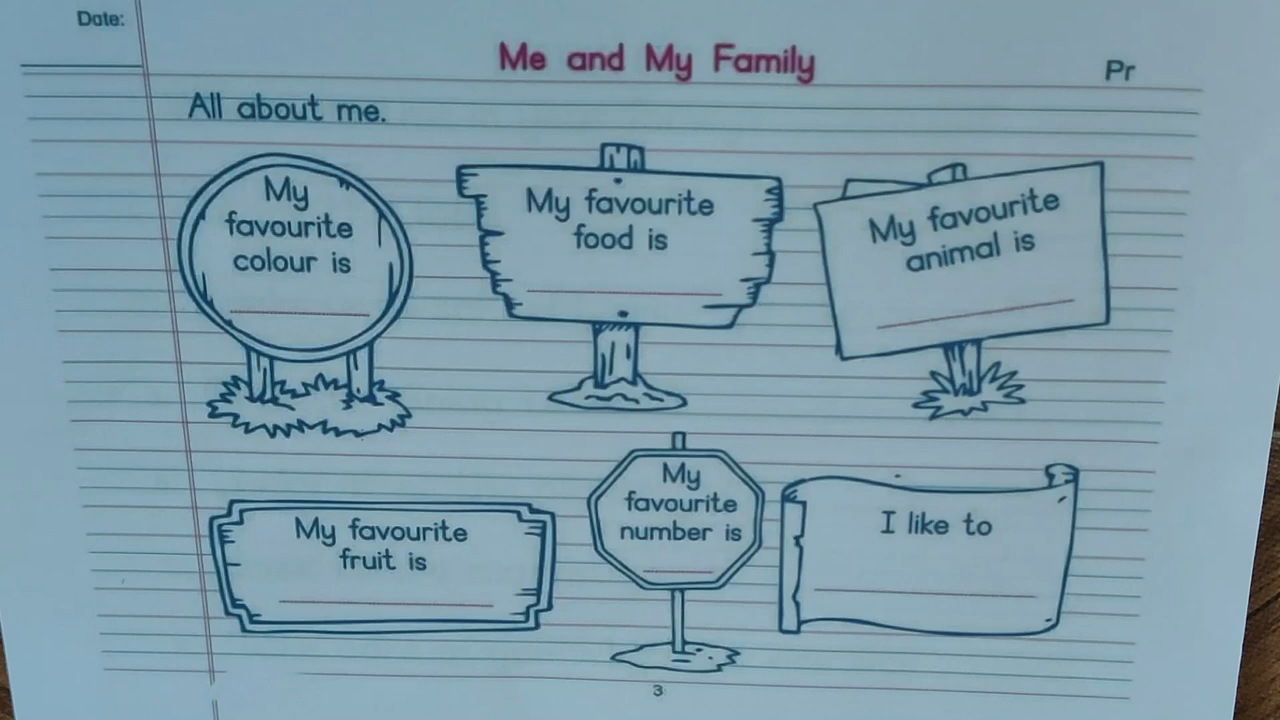 Date:
Me and My Family
Pr
All about me.
My
favourite
colour is
My favourite
food is
My favourite
animal is
My favourite
fruit is
My
favourite
number is
I like to
3